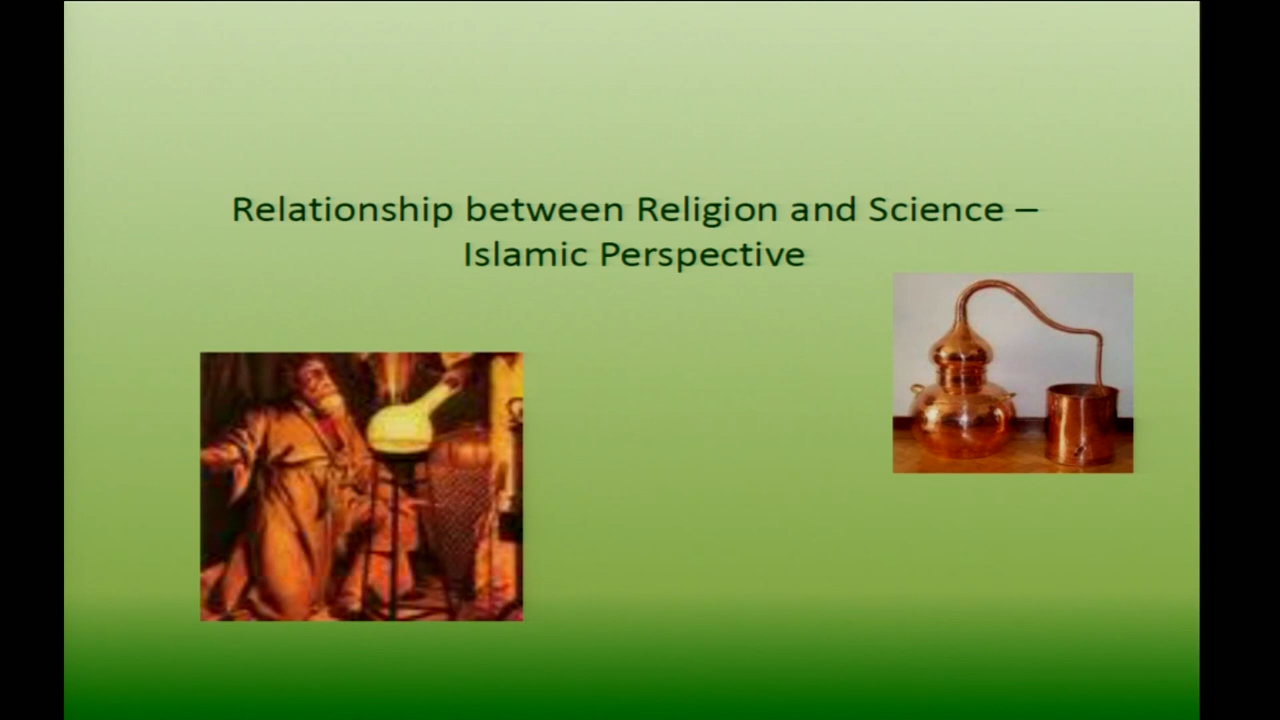 Relationship between Religion and Science –
Islamic Perspective